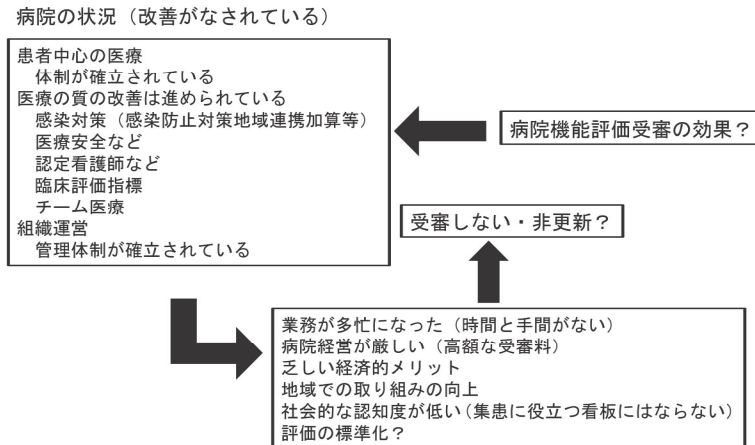 病院の状況（改善がなされている）
患者中心の医療
体制が確立されている
医療の質の改善は進められている
感染対策（感染防止対策地域連携加算等）
医療安全など
認定看護師など
臨床評価指標
チーム医療
組織運営
管理体制が確立されている
病院機能評価受審の効果？
受審しない・非更新？
業務が多忙になった（時間と手間がない）
病院経営が厳しい（高額な受審料）
乏しい経済的メリット
地域での取り組みの向上
社会的な認知度が低い（集患に役立つ看板にはならない）
評価の標準化？